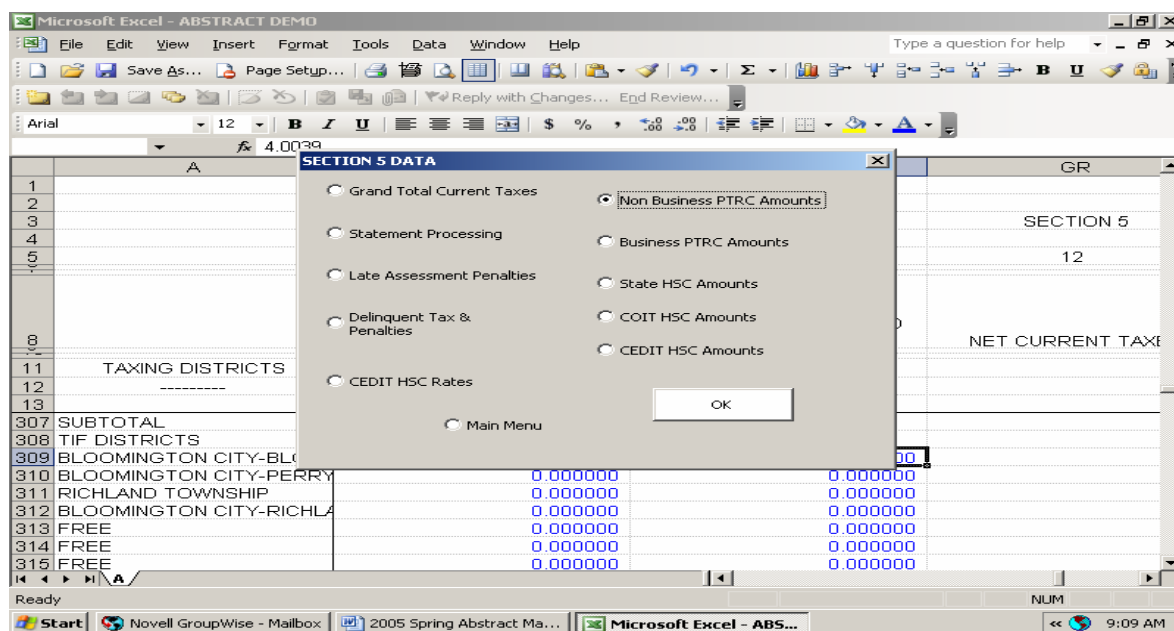 Microsoft Excel - ABSTRACT DEMO
File Edit View Insert Format Tools Data Window Help Type a question for help
Save As... Page Setup... Σ B U
Reply with Changes... End Review...
Arial 12 B I U $ % , A
fx 4.0039
SECTION 5 DATA
A GR
Grand Total Current Taxes
Non Business PTRC Amounts
Statement Processing
Business PTRC Amounts
Late Assessment Penalties
State HSC Amounts
Delinquent Tax &
Penalties
COIT HSC Amounts
CEDIT HSC Amounts
CEDIT HSC Rates
OK
Main Menu
1
2
3 SECTION 5
4
5 12
8 NET CURRENT TAXE
11 TAXING DISTRICTS
12 ---------
13
307 SUBTOTAL
308 TIF DISTRICTS
309 BLOOMINGTON CITY-BLO 00
310 BLOOMINGTON CITY-PERRY 0.000000 0.000000
311 RICHLAND TOWNSHIP 0.000000 0.000000
312 BLOOMINGTON CITY-RICHLA 0.000000 0.000000
313 FREE 0.000000 0.000000
314 FREE 0.000000 0.000000
315 FREE 0.000000 0.000000
A
Ready NUM
Start Novell GroupWise - Mailbox 2005 Spring Abstract Ma... Microsoft Excel - ABS... « 9:09 AM